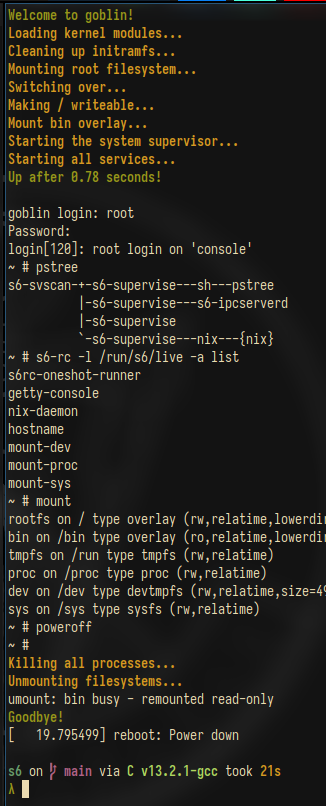 Welcome to goblin!
Loading kernel modules...
Cleaning up initramfs...
Mounting root filesystem...
Switching over...
Making / writeable...
Mount bin overlay...
Starting the system supervisor...
Starting all services...
Up after 0.78 seconds!

goblin login: root
Password:
login[120]: root login on 'console'
~ # pstree
s6-svscan-+-s6-supervise---sh---pstree
          |-s6-supervise---s6-ipcserverd
          |-s6-supervise
          `-s6-supervise---nix---{nix}
~ # s6-rc -l /run/s6/live -a list
s6rc-oneshot-runner
getty-console
nix-daemon
hostname
mount-dev
mount-proc
mount-sys
~ # mount
rootfs on / type overlay (rw,relatime,lowerdir
bin on /bin type overlay (ro,relatime,lowerdir
tmpfs on /run type tmpfs (rw,relatime)
proc on /proc type proc (rw,relatime)
dev on /dev type devtmpfs (rw,relatime,size=49
sys on /sys type sysfs (rw,relatime)
~ # poweroff
~ #
Killing all processes...
Unmounting filesystems...
umount: bin busy - remounted read-only
Goodbye!
[   19.795499] reboot: Power down

s6 on main via C v13.2.1-gcc took 21s
λ